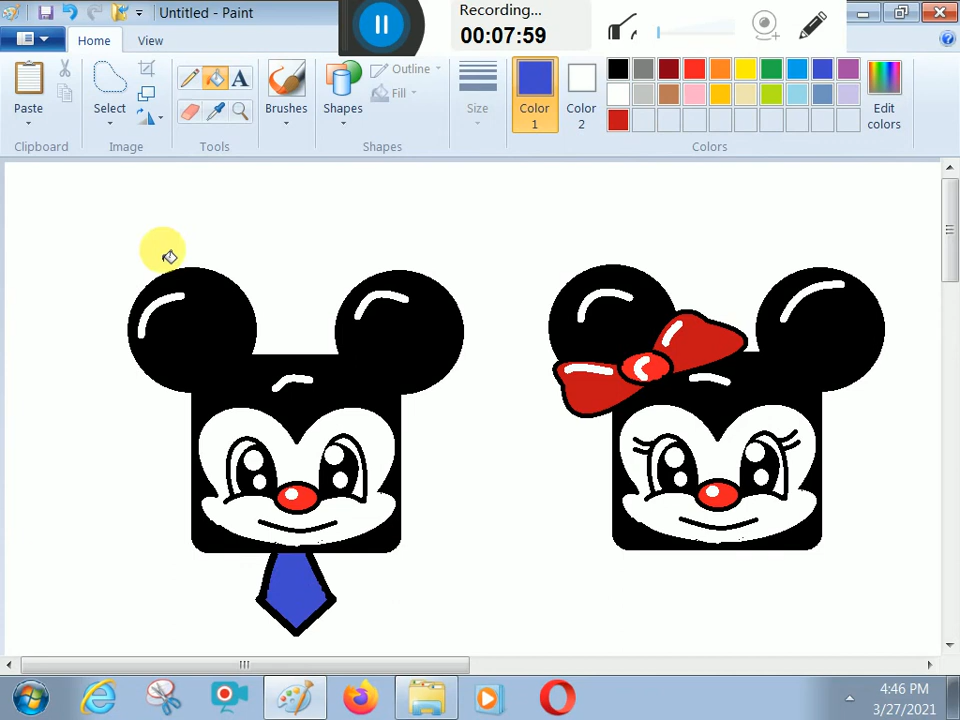 Untitled - Paint
Recording...
00:07:59
Home
View
Paste
Select
A
Brushes
Shapes
Outline
Fill
Size
Color
1
Color
2
Edit
colors
Clipboard
Image
Tools
Shapes
Colors
4:46 PM
3/27/2021